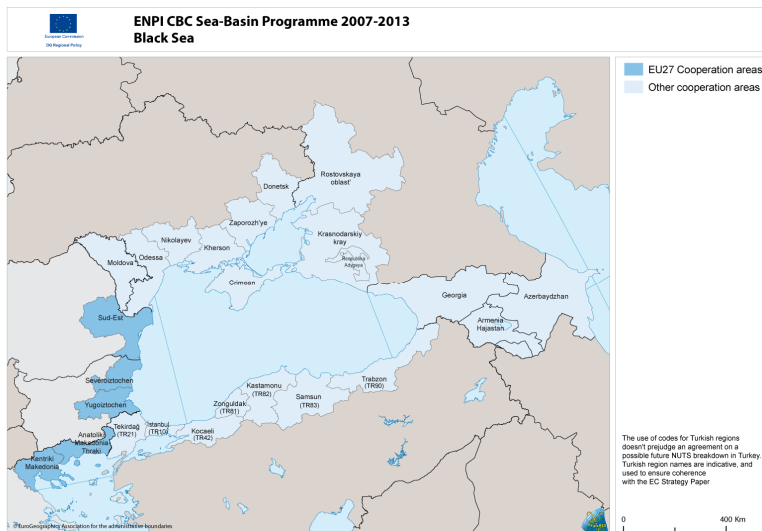 European Commission
DG Regional Policy
ENPI CBC Sea-Basin Programme 2007-2013
Black Sea
EU27 Cooperation areas
Other cooperation areas
Rostovskaya
oblast'
Donetsk
Zaporozh'ye
Nikolayev
Kherson
Krasnodarskiy
kray
Respublika
Adygeya
Moldova
Odessa
Crimean
Georgia
Azerbaydzhan
Armenia
Hajastan
Sud-Est
Severoiztochen
Yugoiztochen
Trabzon
(TR90)
Kastamonu
(TR82)
Samsun
(TR83)
Zonguldak
(TR81)
Kocaeli
(TR42)
Istanbul
(TR10)
Tekirdağ
(TR21)
Anatoliki
Makedonia
Thraki
Kentriki
Makedonia
The use of codes for Turkish regions
doesn't prejudge an agreement on a
possible future NUTS breakdown in Turkey.
Turkish region names are indicative, and
used to ensure coherence
with the EC Strategy Paper
0 400 Km
EuroGeographics Association for the administrative boundaries